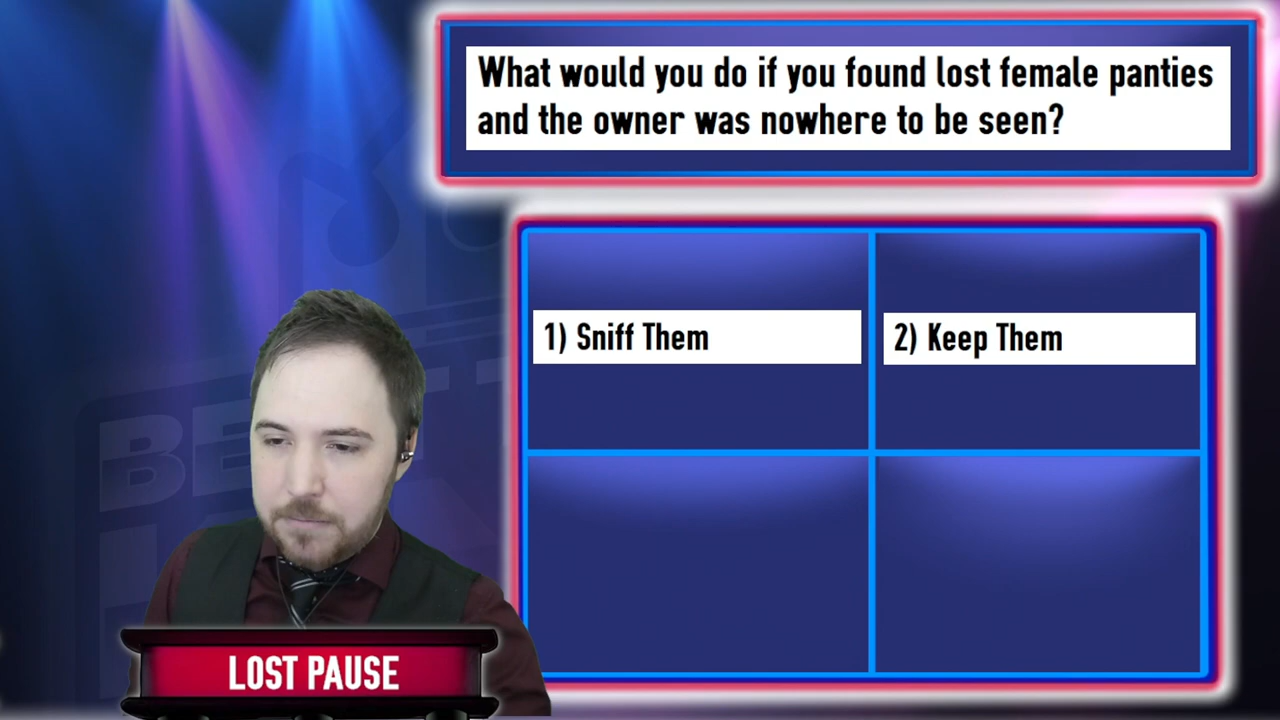 What would you do if you found lost female panties
and the owner was nowhere to be seen?
1) Sniff Them
2) Keep Them
BE
LOST PAUSE